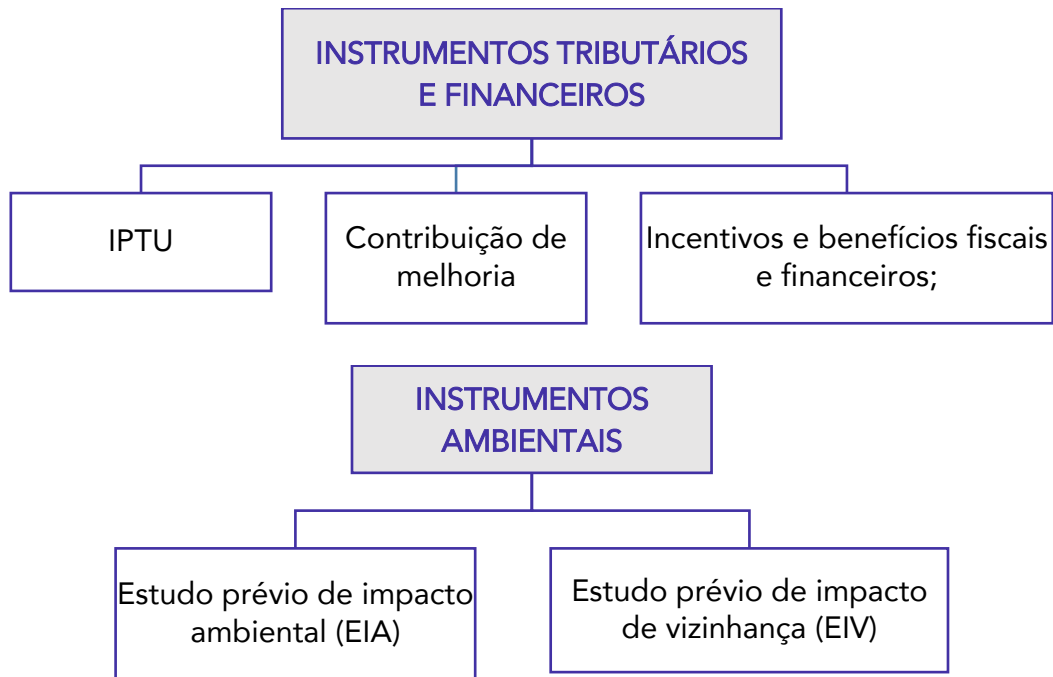 INSTRUMENTOS TRIBUTÁRIOS
E FINANCEIROS
IPTU
Contribuição de
melhoria
Incentivos e benefícios fiscais
e financeiros;
INSTRUMENTOS
AMBIENTAIS
Estudo prévio de impacto
ambiental (EIA)
Estudo prévio de impacto
de vizinhança (EIV)